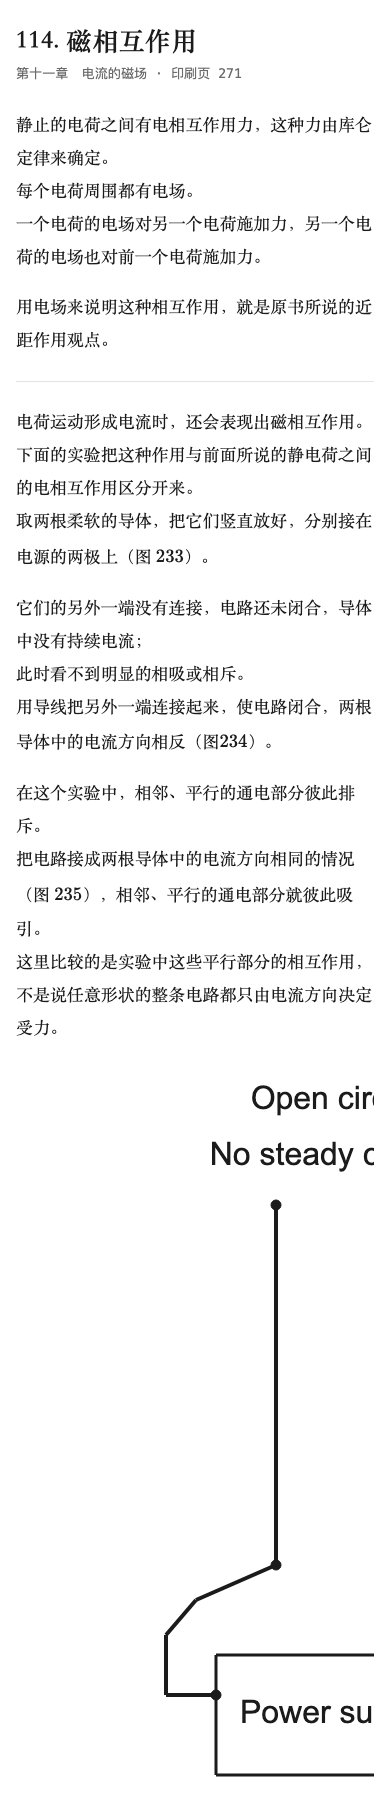 114. 磁相互作用
第十一章 电流的磁场 · 印刷页 271
静止的电荷之间有电相互作用力，这种力由库仑
定律来确定。
每个电荷周围都有电场。
一个电荷的电场对另一个电荷施加力，另一个电
荷的电场也对前一个电荷施加力。
用电场来说明这种相互作用，就是原书所说的近
距作用观点。
电荷运动形成电流时，还会表现出磁相互作用。
下面的实验把这种作用与前面所说的静电荷之间
的电相互作用区分开来。
取两根柔软的导体，把它们竖直放好，分别接在
电源的两极上（图 233）。
它们的另外一端没有连接，电路还未闭合，导体
中没有持续电流；
此时看不到明显的相吸或相斥。
用导线把另外一端连接起来，使电路闭合，两根
导体中的电流方向相反（图234）。
在这个实验中，相邻、平行的通电部分彼此排
斥。
把电路接成两根导体中的电流方向相同的情况
（图 235），相邻、平行的通电部分就彼此吸
引。
这里比较的是实验中这些平行部分的相互作用，
不是说任意形状的整条电路都只由电流方向决定
受力。
Open cir
No steady c
Power su